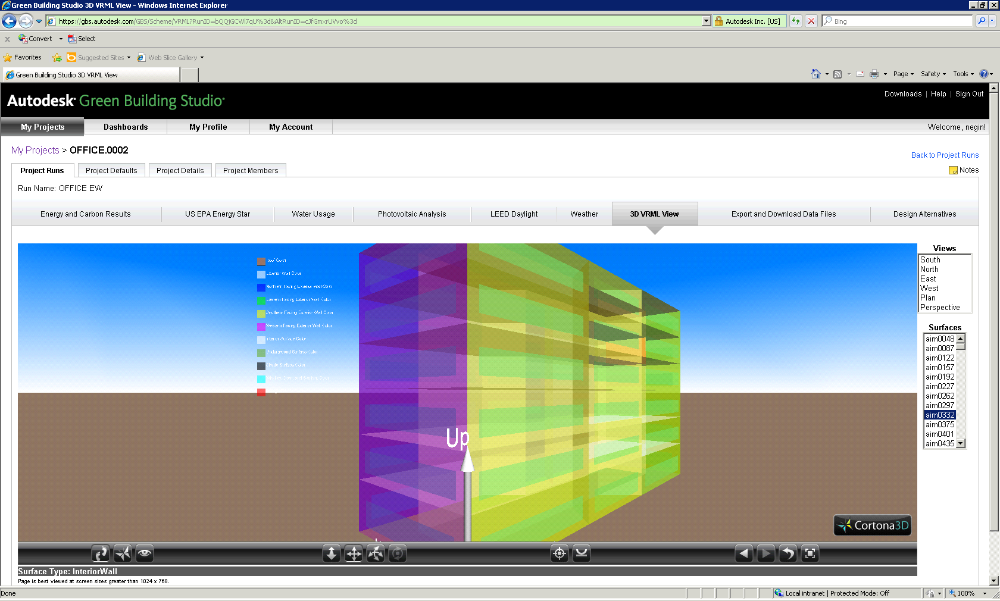 Green Building Studio 3D VRML View - Windows Internet Explorer
https://gbs.autodesk.com/GBS/Scheme/VRML?RunID=bQQjGCWl7qU%3d&AltRunID=cJfGmxrUVvo%3d
Autodesk Inc. [US]
Bing
Convert
Select
Favorites
Suggested Sites
Web Slice Gallery
Green Building Studio 3D VRML View
Page
Safety
Tools
Autodesk Green Building Studio
Downloads | Help | Sign Out
My Projects
Dashboards
My Profile
My Account
Welcome, negin!
My Projects > OFFICE.0002
Back to Project Runs
Project Runs
Project Defaults
Project Details
Project Members
Notes
Run Name: OFFICE EW
Energy and Carbon Results
US EPA Energy Star
Water Usage
Photovoltaic Analysis
LEED Daylight
Weather
3D VRML View
Export and Download Data Files
Design Alternatives
Roof Color
Exterior Wall Color
Northern Facing Exterior Wall Color
Eastern Facing Exterior Wall Color
Southern Facing Exterior Wall Color
Western Facing Exterior Wall Color
Interior Surface Color
Underground Surface Color
Shade Surface Color
Up
Cortona3D
Views
South
North
East
West
Plan
Perspective
Surfaces
aim0048
aim0087
aim0122
aim0157
aim0192
aim0227
aim0262
aim0297
aim0332
aim0375
aim0401
aim0435
Surface Type: InteriorWall
Page is best viewed at screen sizes greater than 1024 x 768.
Done
Local intranet | Protected Mode: Off
100%